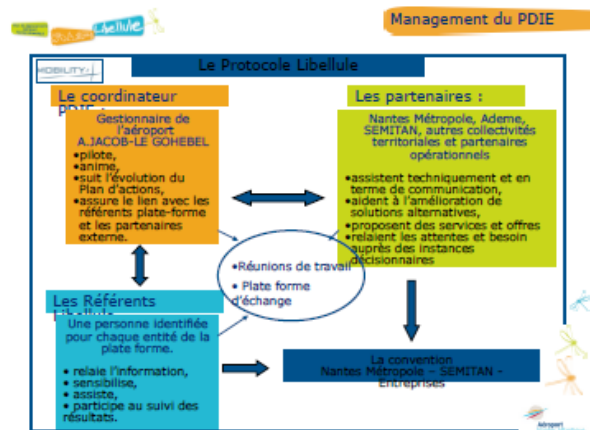 Libellule
Management du PDIE
MOBILITY+
Le Protocole Libellule
Le coordinateur
PDIE :
Gestionnaire de
l'aéroport
A.JACOB-LE GOHEBEL
•pilote,
•anime,
•suit l'évolution du
Plan d'actions,
•assure le lien avec les
référents plate-forme
et les partenaires
externe.
Les partenaires :
Nantes Métropole, Ademe,
SEMITAN, autres collectivités
territoriales et partenaires
opérationnels
•assistent techniquement et en
terme de communication,
•aident à l'amélioration de
solutions alternatives,
•proposent des services et offres
•relaient les attentes et besoin
auprès des instances
décisionnaires
•Réunions de travail
• Plate forme
d'échange
Les Référents
Libellule
Une personne identifiée
pour chaque entité de la
plate forme.
• relaie l'information,
• sensibilise,
• assiste,
• participe au suivi des
résultats.
La convention
Nantes Métropole – SEMITAN -
Entreprises
Aéroport